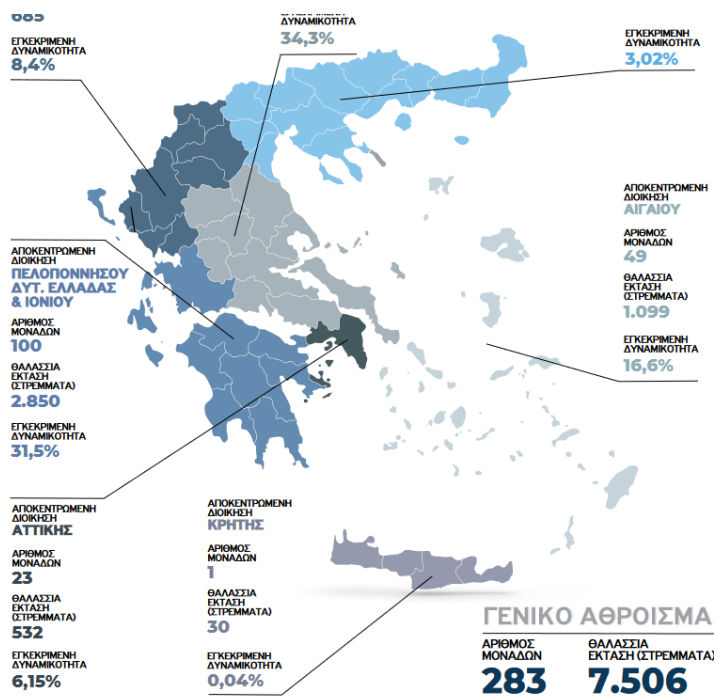 685
ΕΓΚΕΚΡΙΜΕΝΗ
ΔΥΝΑΜΙΚΟΤΗΤΑ
8,4%
ΔΥΝΑΜΙΚΟΤΗΤΑ
34,3%
ΕΓΚΕΚΡΙΜΕΝΗ
ΔΥΝΑΜΙΚΟΤΗΤΑ
3,02%
ΑΠΟΚΕΝΤΡΩΜΕΝΗ
ΔΙΟΙΚΗΣΗ
ΑΙΓΑΙΟΥ
ΑΡΙΘΜΟΣ
ΜΟΝΑΔΩΝ
49
ΘΑΛΑΣΣΙΑ
ΕΚΤΑΣΗ
(ΣΤΡΕΜΜΑΤΑ)
1.099
ΕΓΚΕΚΡΙΜΕΝΗ
ΔΥΝΑΜΙΚΟΤΗΤΑ
16,6%
ΑΠΟΚΕΝΤΡΩΜΕΝΗ
ΔΙΟΙΚΗΣΗ
ΠΕΛΟΠΟΝΝΗΣΟΥ
ΔΥΤ. ΕΛΛΑΔΑΣ
& ΙΟΝΙΟΥ
ΑΡΙΘΜΟΣ
ΜΟΝΑΔΩΝ
100
ΘΑΛΑΣΣΙΑ
ΕΚΤΑΣΗ
(ΣΤΡΕΜΜΑΤΑ)
2.850
ΕΓΚΕΚΡΙΜΕΝΗ
ΔΥΝΑΜΙΚΟΤΗΤΑ
31,5%
ΑΠΟΚΕΝΤΡΩΜΕΝΗ
ΔΙΟΙΚΗΣΗ
ΑΤΤΙΚΗΣ
ΑΡΙΘΜΟΣ
ΜΟΝΑΔΩΝ
23
ΘΑΛΑΣΣΙΑ
ΕΚΤΑΣΗ
(ΣΤΡΕΜΜΑΤΑ)
532
ΕΓΚΕΚΡΙΜΕΝΗ
ΔΥΝΑΜΙΚΟΤΗΤΑ
6,15%
ΑΠΟΚΕΝΤΡΩΜΕΝΗ
ΔΙΟΙΚΗΣΗ
ΚΡΗΤΗΣ
ΑΡΙΘΜΟΣ
ΜΟΝΑΔΩΝ
1
ΘΑΛΑΣΣΙΑ
ΕΚΤΑΣΗ
(ΣΤΡΕΜΜΑΤΑ)
30
ΕΓΚΕΚΡΙΜΕΝΗ
ΔΥΝΑΜΙΚΟΤΗΤΑ
0,04%
ΓΕΝΙΚΟ ΑΘΡΟΙΣΜΑ
ΑΡΙΘΜΟΣ
ΜΟΝΑΔΩΝ
283
ΘΑΛΑΣΣΙΑ
ΕΚΤΑΣΗ (ΣΤΡΕΜΜΑΤΑ)
7.506